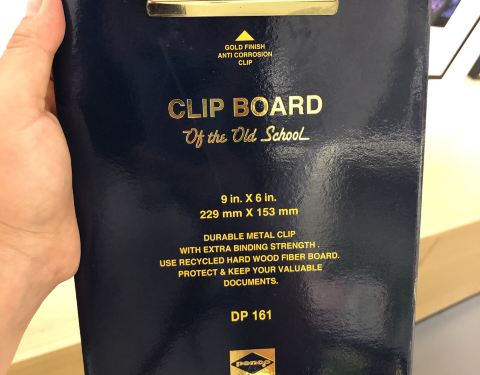 GOLD FINISH
ANTI CORROSION
CLIP
CLIP BOARD
Of the Old School
9 in. X 6 in.
229 mm X 153 mm
DURABLE METAL CLIP
WITH EXTRA BINDING STRENGTH .
USE RECYCLED HARD WOOD FIBER BOARD.
PROTECT & KEEP YOUR VALUABLE
DOCUMENTS.
DP 161